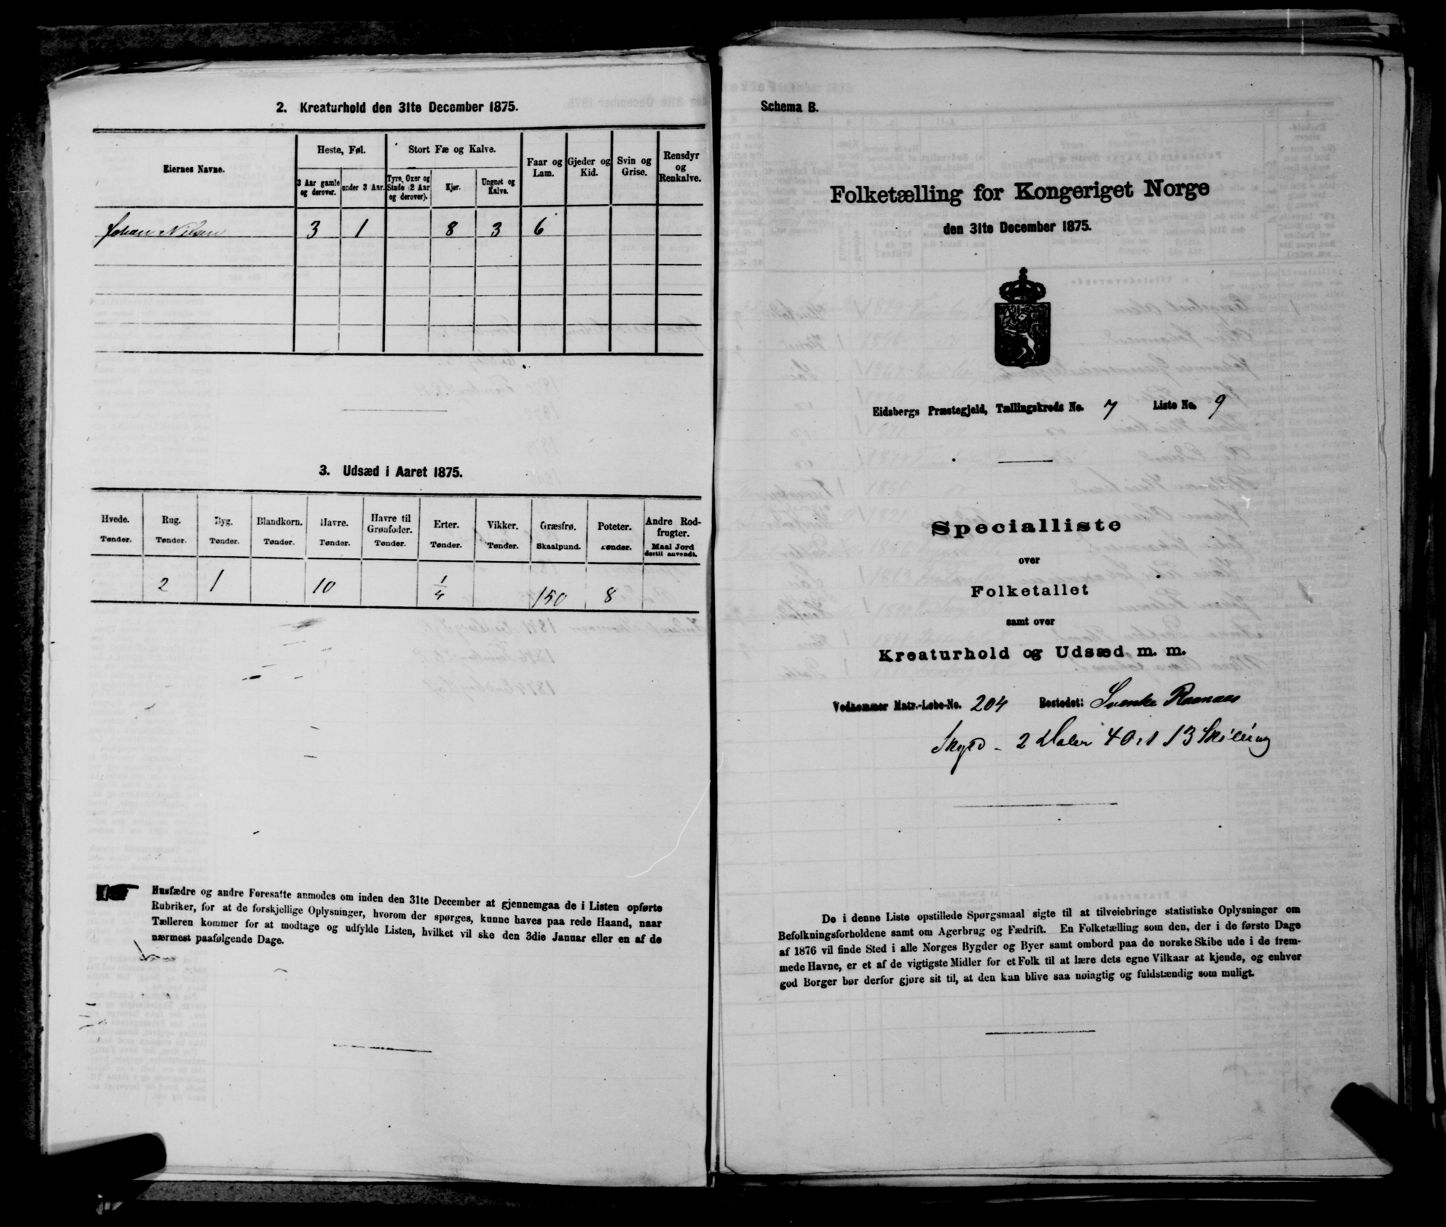 2. Kreaturhold den 31te December 1875.
Eiernes Navne.
Heste, Føl.
Stort Fæ og Kalve.
Faar og Lam.
Gjeder og Kid.
Svin og Grise.
Rensdyr og Renkalve.
3 Aar gamle og derover.
under 3 Aar.
Tyre, Oxer og Stude (2 Aar og derover).
Kjør.
Ungnet og Kalve.
Johan Nilsen 3 1 8 3 6
3. Udsæd i Aaret 1875.
Hvede. Rug. Byg. Blandkorn. Havre. Havre til Grønfoder. Erter. Vikker. Græsfrø. Poteter. Andre Rodfrugter.
Tønder. Tønder. Tønder. Tønder. Tønder. Tønder. Tønder. Tønder. Skaalpund. Tønder. Maal Jord dertil anvendt.
2 1 10 1/4 150 8
Husfædre og andre Foresatte anmodes om inden den 31te December at gjennemgaa de i Listen opførte
Rubriker, for at de forskjellige Oplysninger, hvorom der spørges, kunne haves paa rede Haand, naar
Tælleren kommer for at modtage og udfylde Listen, hvilket vil ske den 3die Januar eller en af de
nærmest paafølgende Dage.
Schema B.
Folketælling for Kongeriget Norge
den 31te December 1875.
Eidsbergs Præstegjeld, Tællingskreds No. 7 Liste No. 9
Specialliste
over
Folketallet
samt over
Kreaturhold og Udsæd m. m.
Vedkommer Matr.-Løbe-No. 204 Bostedet: Svenke Raanaas
Skyld - 2 Daler 4 Ort 13 Skilling
De i denne Liste opstillede Spørgsmaal sigte til at tilveiebringe statistiske Oplysninger om
Befolkningsforholdene samt om Agerbrug og Fædrift. En Folketælling som den, der i de første Dage
af 1876 vil finde Sted i alle Norges Bygder og Byer samt ombord paa de norske Skibe ude i de frem-
mede Havne, er et af de vigtigste Midler for et Folk til at lære dets egne Vilkaar at kjende, og enhver
god Borger bør derfor gjøre sit til, at den kan blive saa nøiagtig og fuldstændig som muligt.